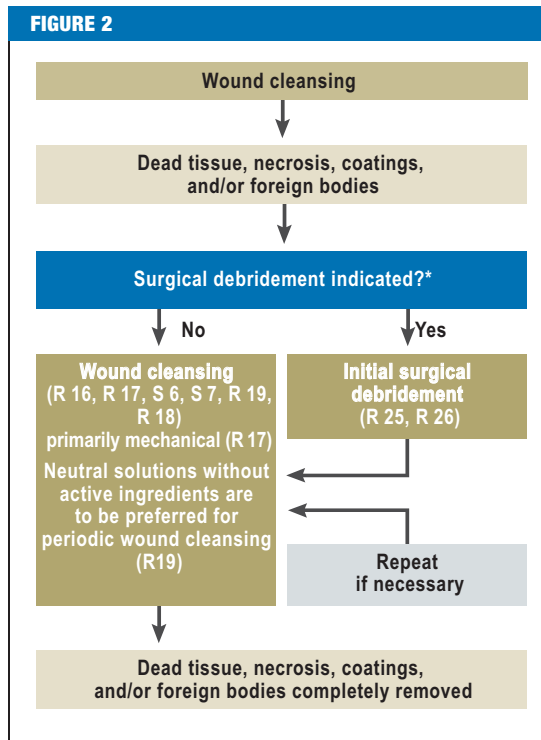 FIGURE 2
Wound cleansing
Dead tissue, necrosis, coatings,
and/or foreign bodies
Surgical debridement indicated?*
No
Yes
Wound cleansing
(R 16, R 17, S 6, S 7, R 19,
R 18)
primarily mechanical (R 17)
Neutral solutions without
active ingredients are
to be preferred for
periodic wound cleansing
(R19)
Initial surgical
debridement
(R 25, R 26)
Repeat
if necessary
Dead tissue, necrosis, coatings,
and/or foreign bodies completely removed